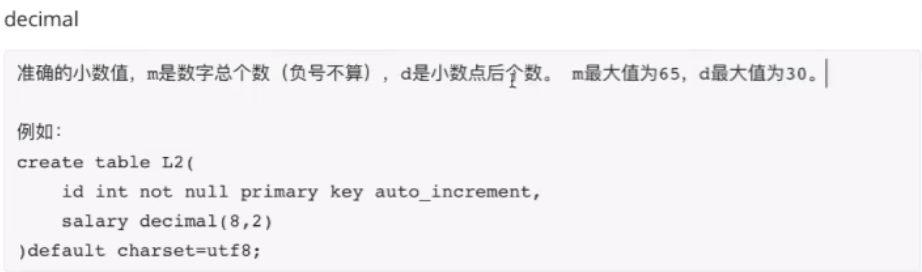 decimal
准确的小数值，m是数字总个数（负号不算），d是小数点后个数。 m最大值为65，d最大值为30。
例如：
create table L2(
    id int not null primary key auto_increment,
    salary decimal(8,2)
)default charset=utf8;